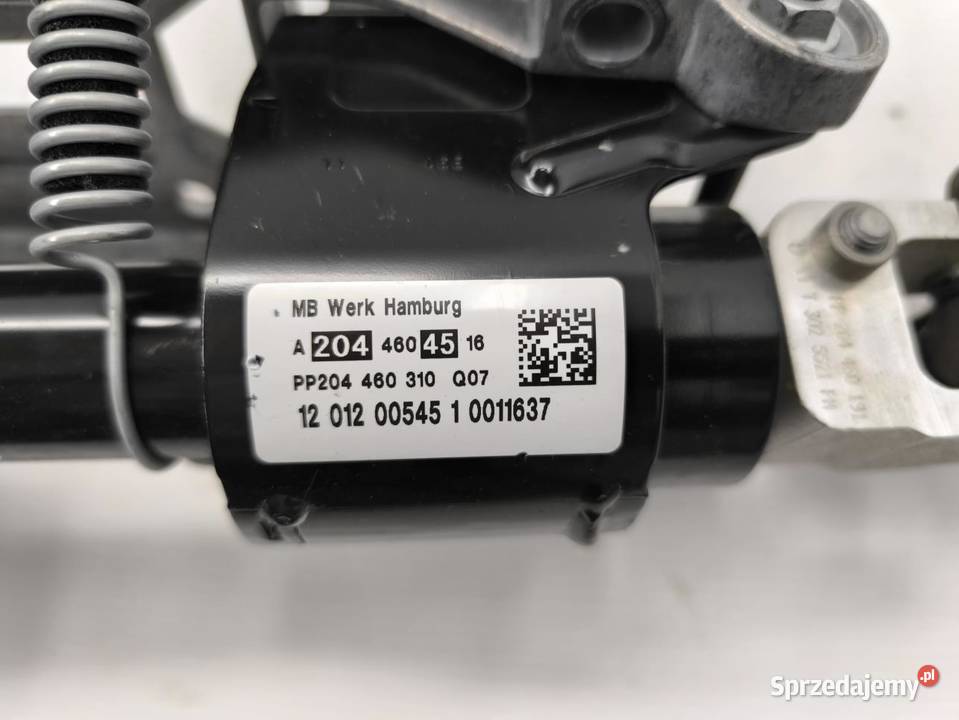 MB Werk Hamburg
A 204 460 45 16
PP204 460 310 Q07
12 012 00545 1 0011637
Sprzedajemy.pl